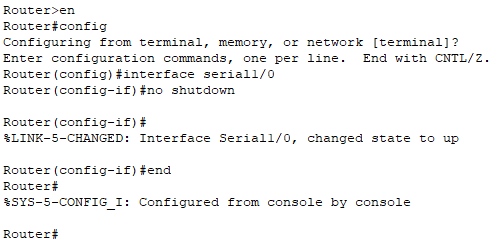 Router>en
Router#config
Configuring from terminal, memory, or network [terminal]?
Enter configuration commands, one per line.  End with CNTL/Z.
Router(config)#interface serial1/0
Router(config-if)#no shutdown
Router(config-if)#
%LINK-5-CHANGED: Interface Serial1/0, changed state to up
Router(config-if)#end
Router#
%SYS-5-CONFIG_I: Configured from console by console
Router#